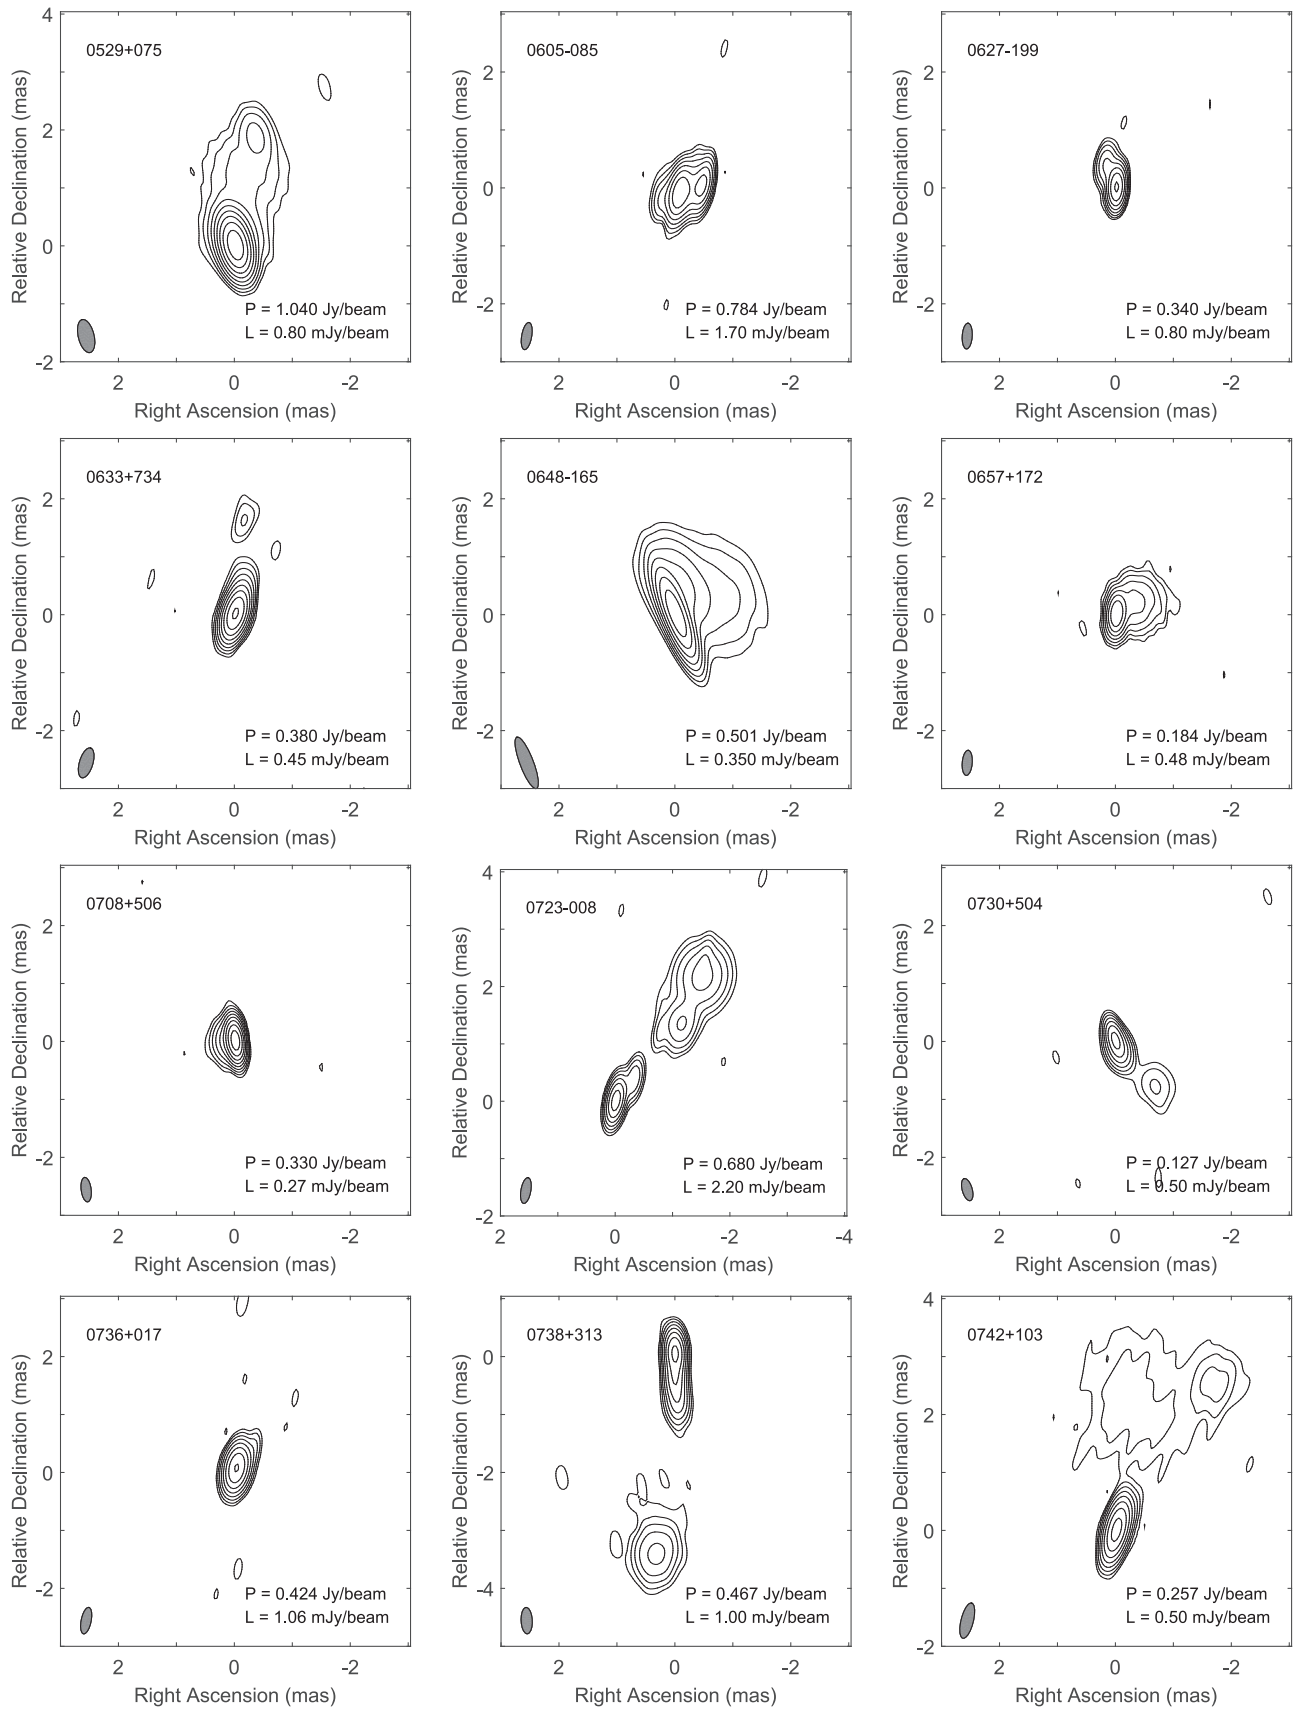 4
2
0
-2
Relative Declination (mas)
0529+075
P = 1.040 Jy/beam
L = 0.80 mJy/beam
2
0
-2
Right Ascension (mas)
2
0
-2
Relative Declination (mas)
0605-085
P = 0.784 Jy/beam
L = 1.70 mJy/beam
2
0
-2
Right Ascension (mas)
2
0
-2
Relative Declination (mas)
0627-199
P = 0.340 Jy/beam
L = 0.80 mJy/beam
2
0
-2
Right Ascension (mas)
2
0
-2
Relative Declination (mas)
0633+734
P = 0.380 Jy/beam
L = 0.45 mJy/beam
2
0
-2
Right Ascension (mas)
2
0
-2
Relative Declination (mas)
0648-165
P = 0.501 Jy/beam
L = 0.350 mJy/beam
2
0
-2
Right Ascension (mas)
2
0
-2
Relative Declination (mas)
0657+172
P = 0.184 Jy/beam
L = 0.48 mJy/beam
2
0
-2
Right Ascension (mas)
2
0
-2
Relative Declination (mas)
0708+506
P = 0.330 Jy/beam
L = 0.27 mJy/beam
2
0
-2
Right Ascension (mas)
4
2
0
-2
Relative Declination (mas)
0723-008
P = 0.680 Jy/beam
L = 2.20 mJy/beam
2
0
-2
-4
Right Ascension (mas)
2
0
-2
Relative Declination (mas)
0730+504
P = 0.127 Jy/beam
L = 0.50 mJy/beam
2
0
-2
Right Ascension (mas)
2
0
-2
Relative Declination (mas)
0736+017
P = 0.424 Jy/beam
L = 1.06 mJy/beam
2
0
-2
Right Ascension (mas)
0
-2
-4
Relative Declination (mas)
0738+313
P = 0.467 Jy/beam
L = 1.00 mJy/beam
2
0
-2
Right Ascension (mas)
4
2
0
-2
Relative Declination (mas)
0742+103
P = 0.257 Jy/beam
L = 0.50 mJy/beam
2
0
-2
Right Ascension (mas)